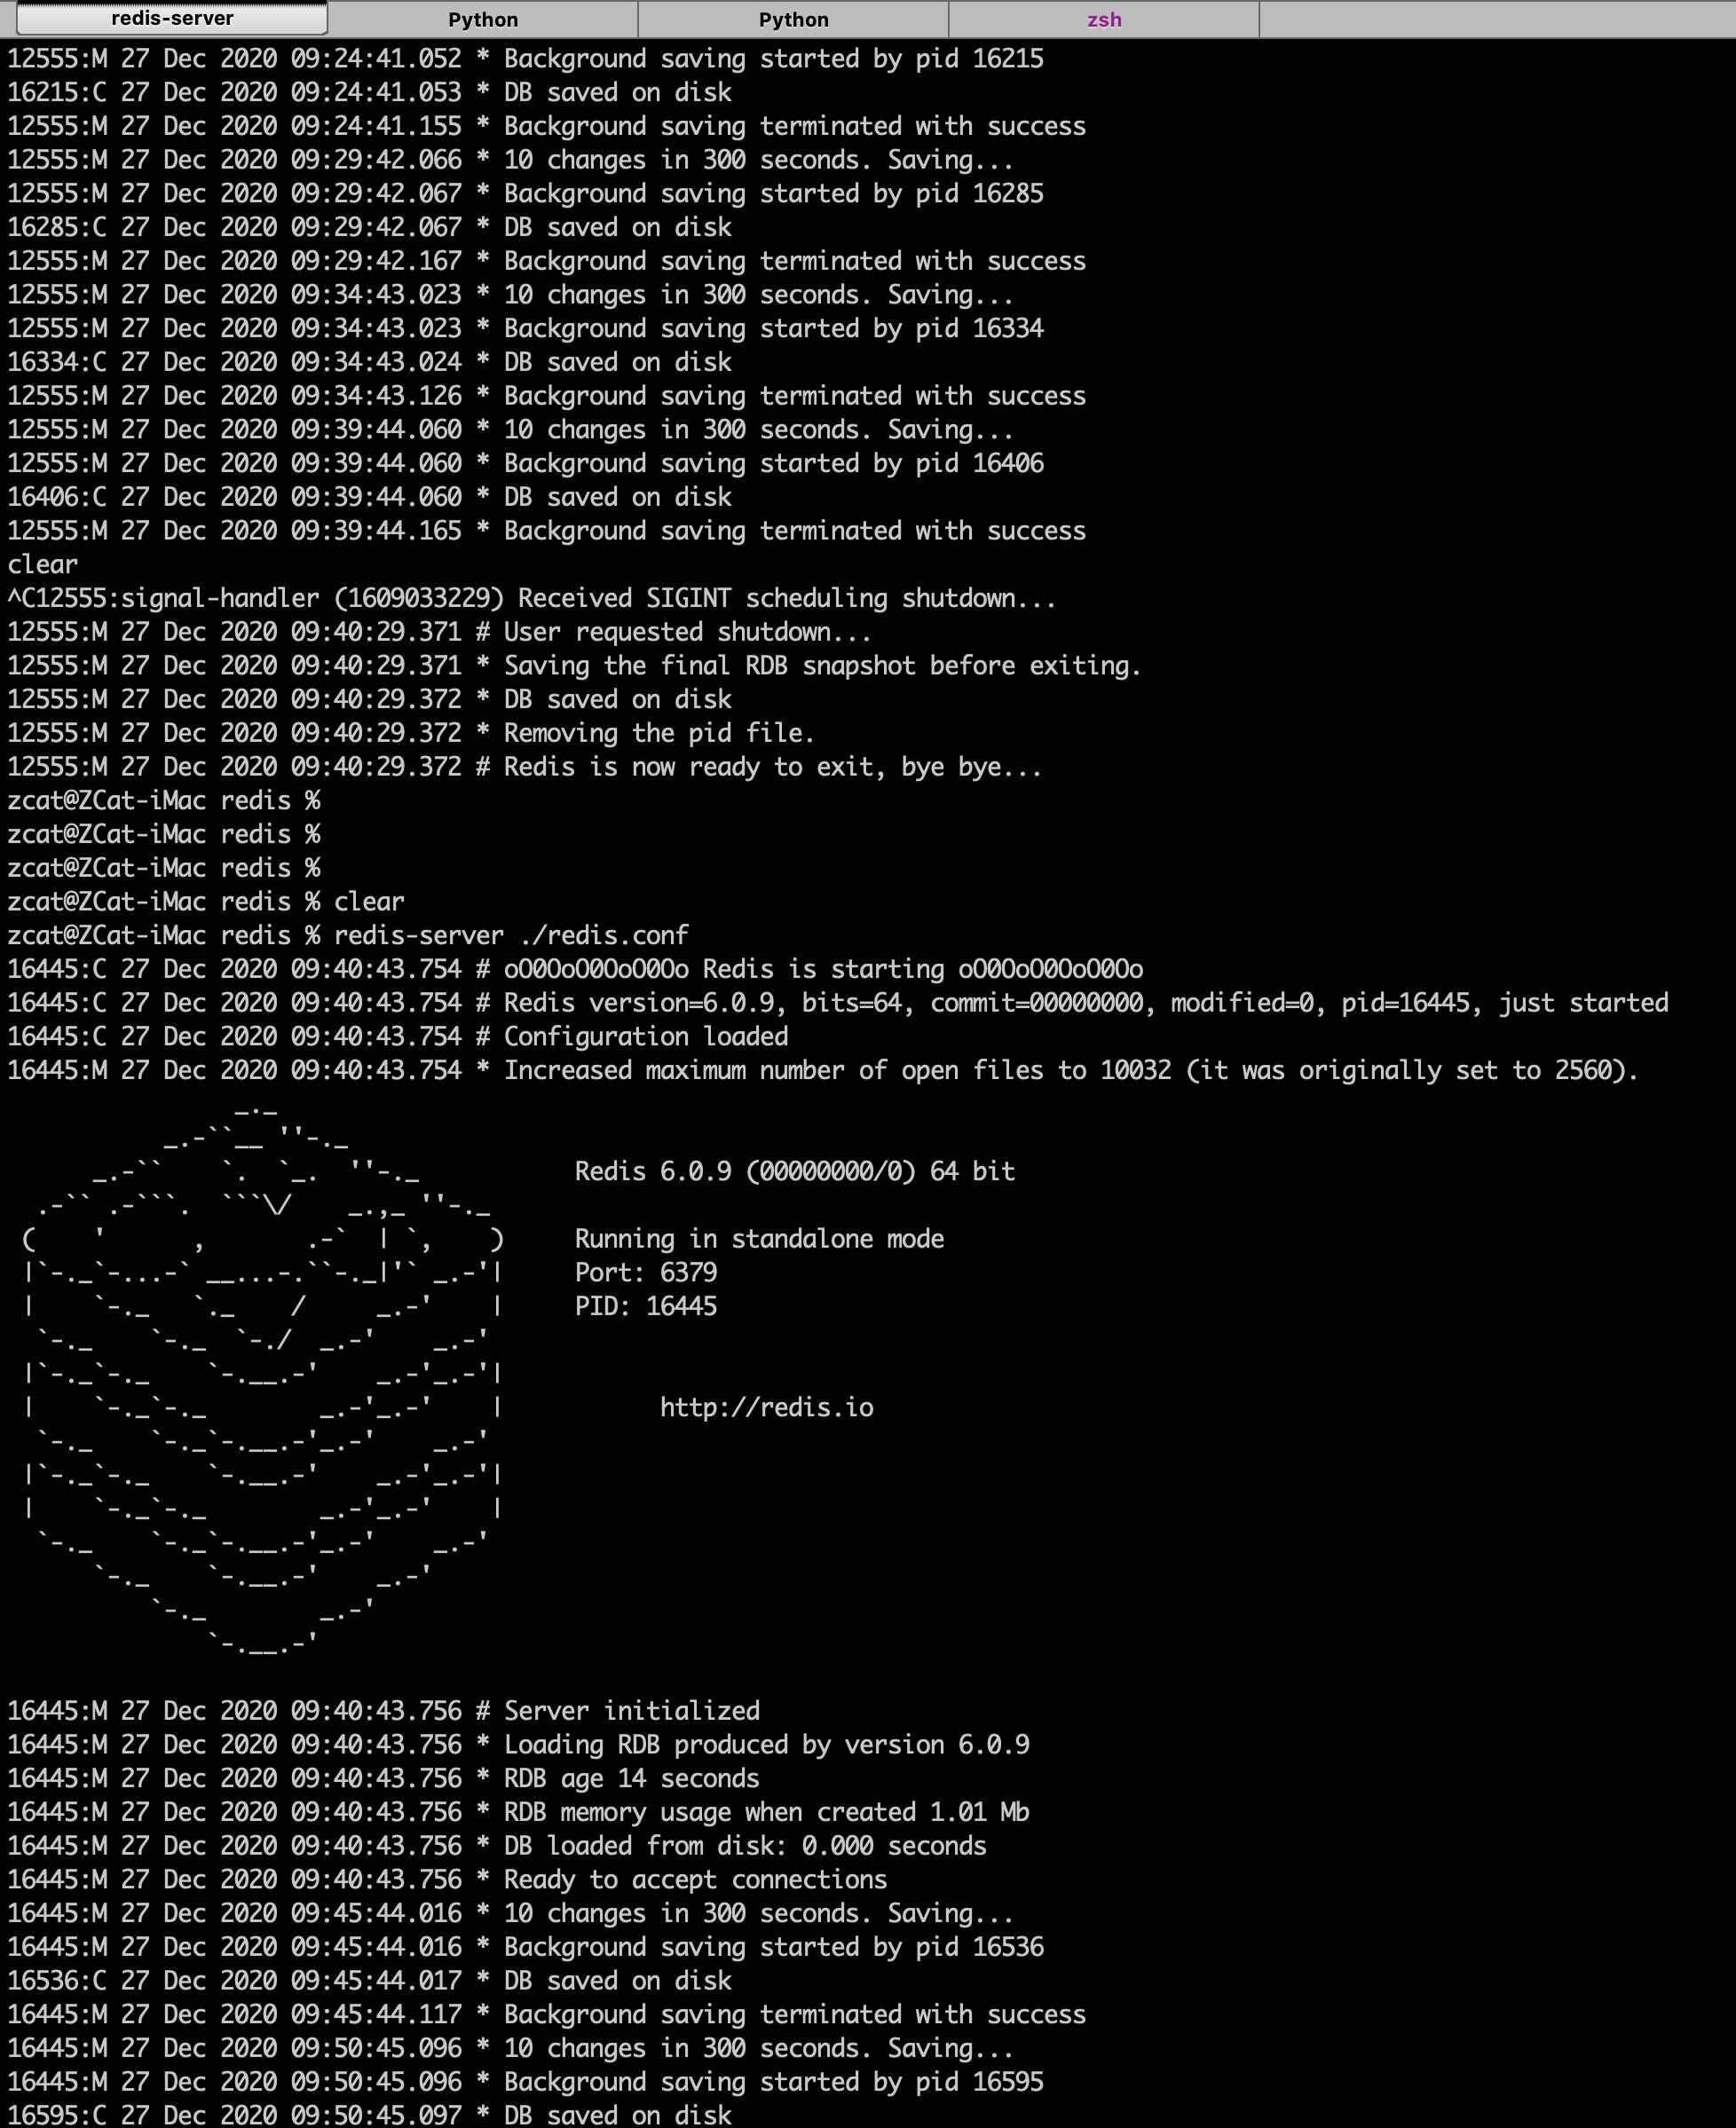 redis-server
Python
Python
zsh
12555:M 27 Dec 2020 09:24:41.052 * Background saving started by pid 16215
16215:C 27 Dec 2020 09:24:41.053 * DB saved on disk
12555:M 27 Dec 2020 09:24:41.155 * Background saving terminated with success
12555:M 27 Dec 2020 09:29:42.066 * 10 changes in 300 seconds. Saving...
12555:M 27 Dec 2020 09:29:42.067 * Background saving started by pid 16285
16285:C 27 Dec 2020 09:29:42.067 * DB saved on disk
12555:M 27 Dec 2020 09:29:42.167 * Background saving terminated with success
12555:M 27 Dec 2020 09:34:43.023 * 10 changes in 300 seconds. Saving...
12555:M 27 Dec 2020 09:34:43.023 * Background saving started by pid 16334
16334:C 27 Dec 2020 09:34:43.024 * DB saved on disk
12555:M 27 Dec 2020 09:34:43.126 * Background saving terminated with success
12555:M 27 Dec 2020 09:39:44.060 * 10 changes in 300 seconds. Saving...
12555:M 27 Dec 2020 09:39:44.060 * Background saving started by pid 16406
16406:C 27 Dec 2020 09:39:44.060 * DB saved on disk
12555:M 27 Dec 2020 09:39:44.165 * Background saving terminated with success
clear
^C12555:signal-handler (1609033229) Received SIGINT scheduling shutdown...
12555:M 27 Dec 2020 09:40:29.371 # User requested shutdown...
12555:M 27 Dec 2020 09:40:29.371 * Saving the final RDB snapshot before exiting.
12555:M 27 Dec 2020 09:40:29.372 * DB saved on disk
12555:M 27 Dec 2020 09:40:29.372 * Removing the pid file.
12555:M 27 Dec 2020 09:40:29.372 # Redis is now ready to exit, bye bye...
zcat@ZCat-iMac redis %
zcat@ZCat-iMac redis %
zcat@ZCat-iMac redis %
zcat@ZCat-iMac redis % clear
zcat@ZCat-iMac redis % redis-server ./redis.conf
16445:C 27 Dec 2020 09:40:43.754 # oO0OoO0OoO0Oo Redis is starting oO0OoO0OoO0Oo
16445:C 27 Dec 2020 09:40:43.754 # Redis version=6.0.9, bits=64, commit=00000000, modified=0, pid=16445, just started
16445:C 27 Dec 2020 09:40:43.754 # Configuration loaded
16445:M 27 Dec 2020 09:40:43.754 * Increased maximum number of open files to 10032 (it was originally set to 2560).
Redis 6.0.9 (00000000/0) 64 bit
Running in standalone mode
Port: 6379
PID: 16445
http://redis.io
16445:M 27 Dec 2020 09:40:43.756 # Server initialized
16445:M 27 Dec 2020 09:40:43.756 * Loading RDB produced by version 6.0.9
16445:M 27 Dec 2020 09:40:43.756 * RDB age 14 seconds
16445:M 27 Dec 2020 09:40:43.756 * RDB memory usage when created 1.01 Mb
16445:M 27 Dec 2020 09:40:43.756 * DB loaded from disk: 0.000 seconds
16445:M 27 Dec 2020 09:40:43.756 * Ready to accept connections
16445:M 27 Dec 2020 09:45:44.016 * 10 changes in 300 seconds. Saving...
16445:M 27 Dec 2020 09:45:44.016 * Background saving started by pid 16536
16536:C 27 Dec 2020 09:45:44.017 * DB saved on disk
16445:M 27 Dec 2020 09:45:44.117 * Background saving terminated with success
16445:M 27 Dec 2020 09:50:45.096 * 10 changes in 300 seconds. Saving...
16445:M 27 Dec 2020 09:50:45.096 * Background saving started by pid 16595
16595:C 27 Dec 2020 09:50:45.097 * DB saved on disk